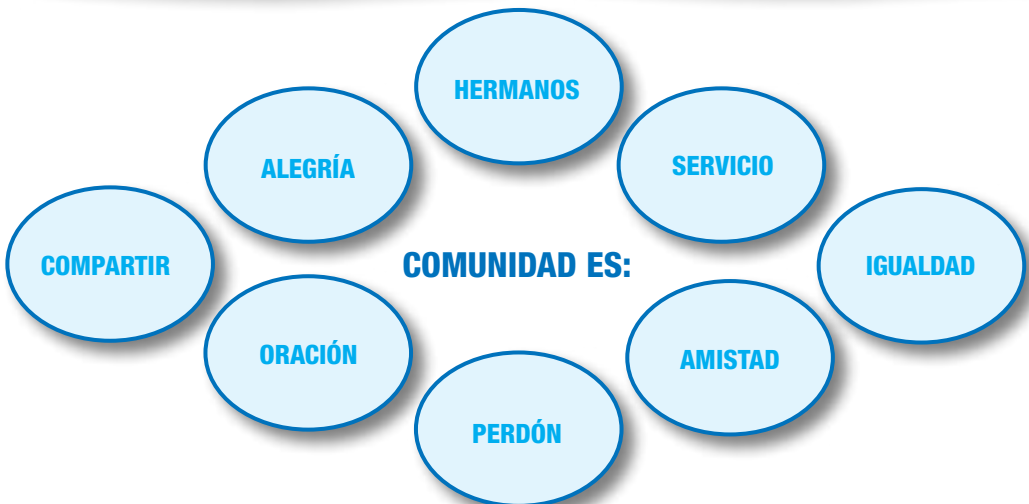 HERMANOS
ALEGRÍA
SERVICIO
COMPARTIR
COMUNIDAD ES:
IGUALDAD
ORACIÓN
AMISTAD
PERDÓN